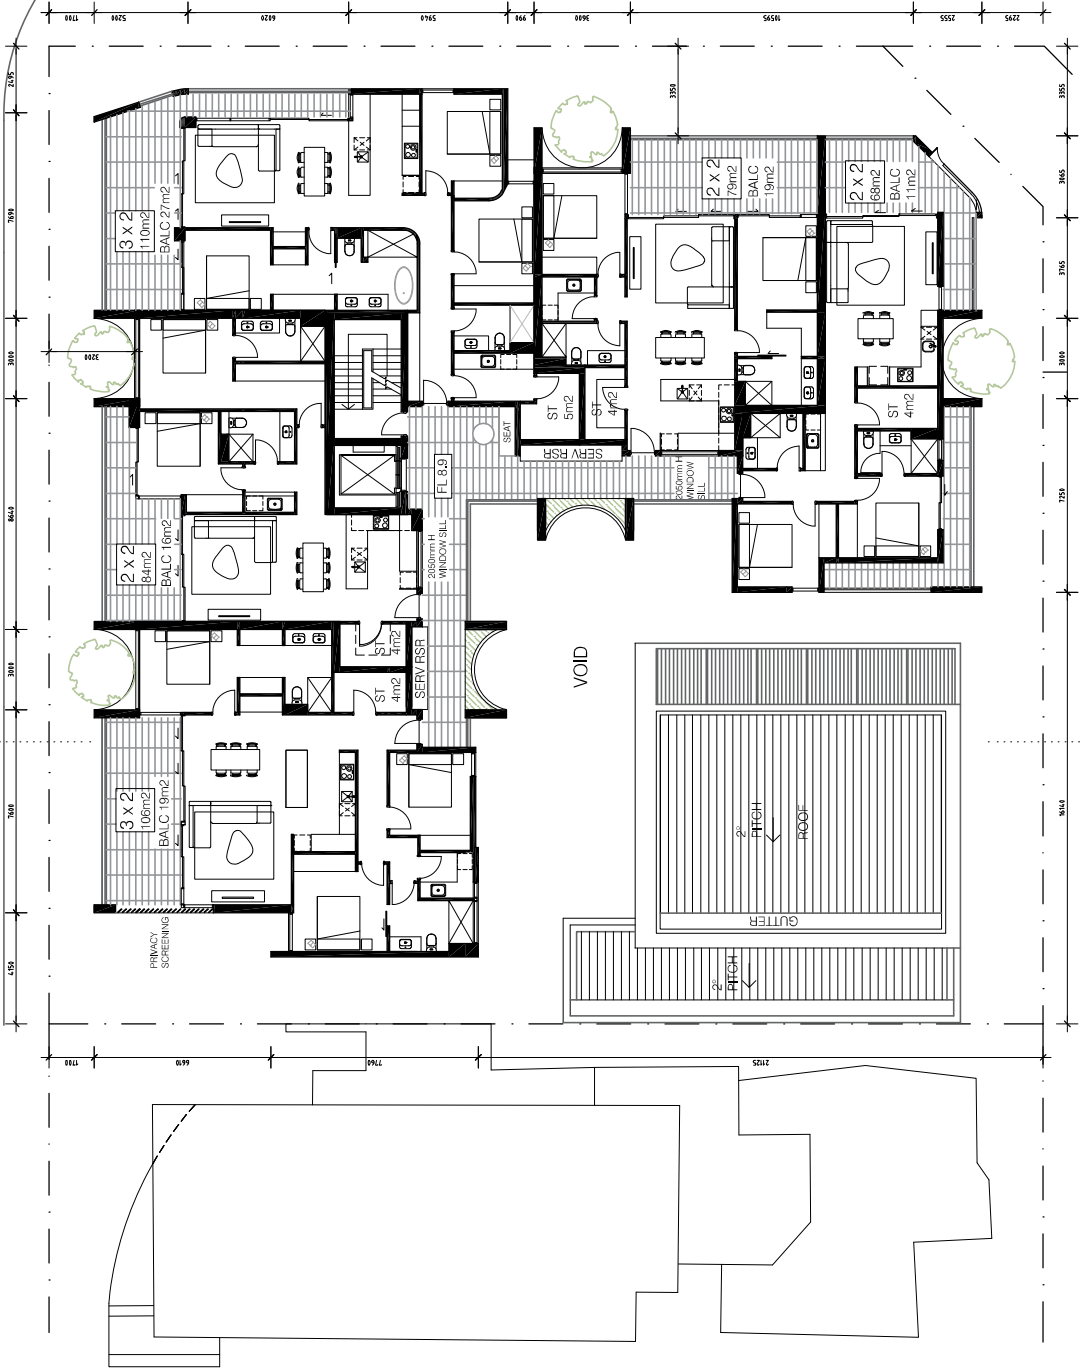 1700
5200
6020
5940
990
3600
10595
2555
2295
2495
7690
3000
8640
3000
7600
4150
3355
3665
3765
3000
7250
16140
3350
3200
3 x 2
110m2
BALC 27m2
2 x 2
79m2
BALC
19m2
2 x 2
68m2
BALC
11m2
ST
5m2
ST
4m2
ST
4m2
SEAT
SERV RSR
FL 8.9
2050mm H
WINDOW
SILL
2050mm H
WINDOW SILL
2 x 2
84m2
BALC 16m2
ST
4m2
ST
4m2
SERV RSR
VOID
3 x 2
106m2
BALC 19m2
PRIVACY
SCREENING
2° PITCH
ROOF
GUTTER
2° PITCH
1700
6610
7760
21125